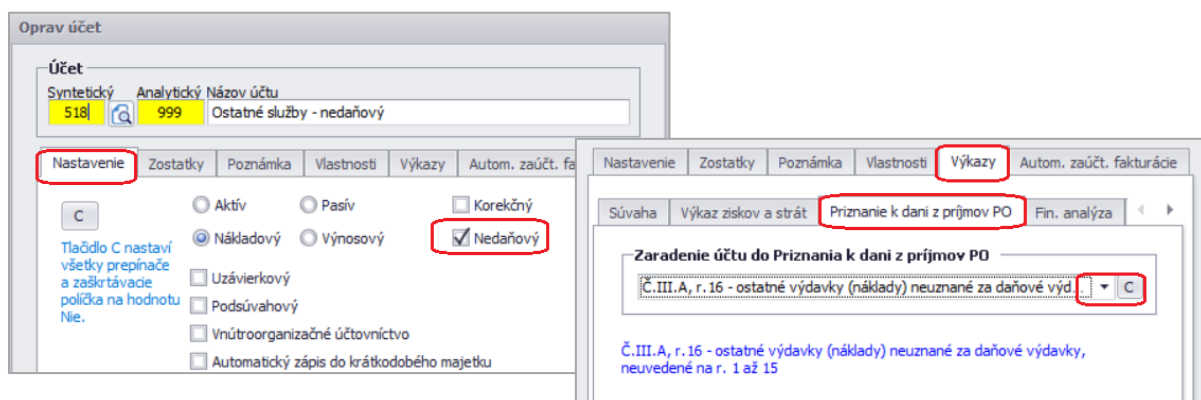 Oprav účet
Účet
Syntetický Analytický Názov účtu
518 999 Ostatné služby - nedaňový
Nastavenie Zostatky Poznámka Vlastnosti Výkazy Autom. zaúčt. fa
C
Tlačidlo C nastaví
všetky prepínače
a zaškrtávacie
políčka na hodnotu
Nie.
Aktív Pasív Korekčný
Nákladový Výnosový Nedaňový
Uzávierkový
Podsúvahový
Vnútroorganizačné účtovníctvo
Automatický zápis do krátkodobého majetku
Nastavenie Zostatky Poznámka Vlastnosti Výkazy Autom. zaúčt. fakturácie
Súvaha Výkaz ziskov a strát Priznanie k dani z príjmov PO Fin. analýza
Zaradenie účtu do Priznania k dani z príjmov PO
Č.III.A, r.16 - ostatné výdavky (náklady) neuznané za daňové výd... C
Č.III.A, r.16 - ostatné výdavky (náklady) neuznané za daňové výdavky,
neuvedené na r. 1 až 15